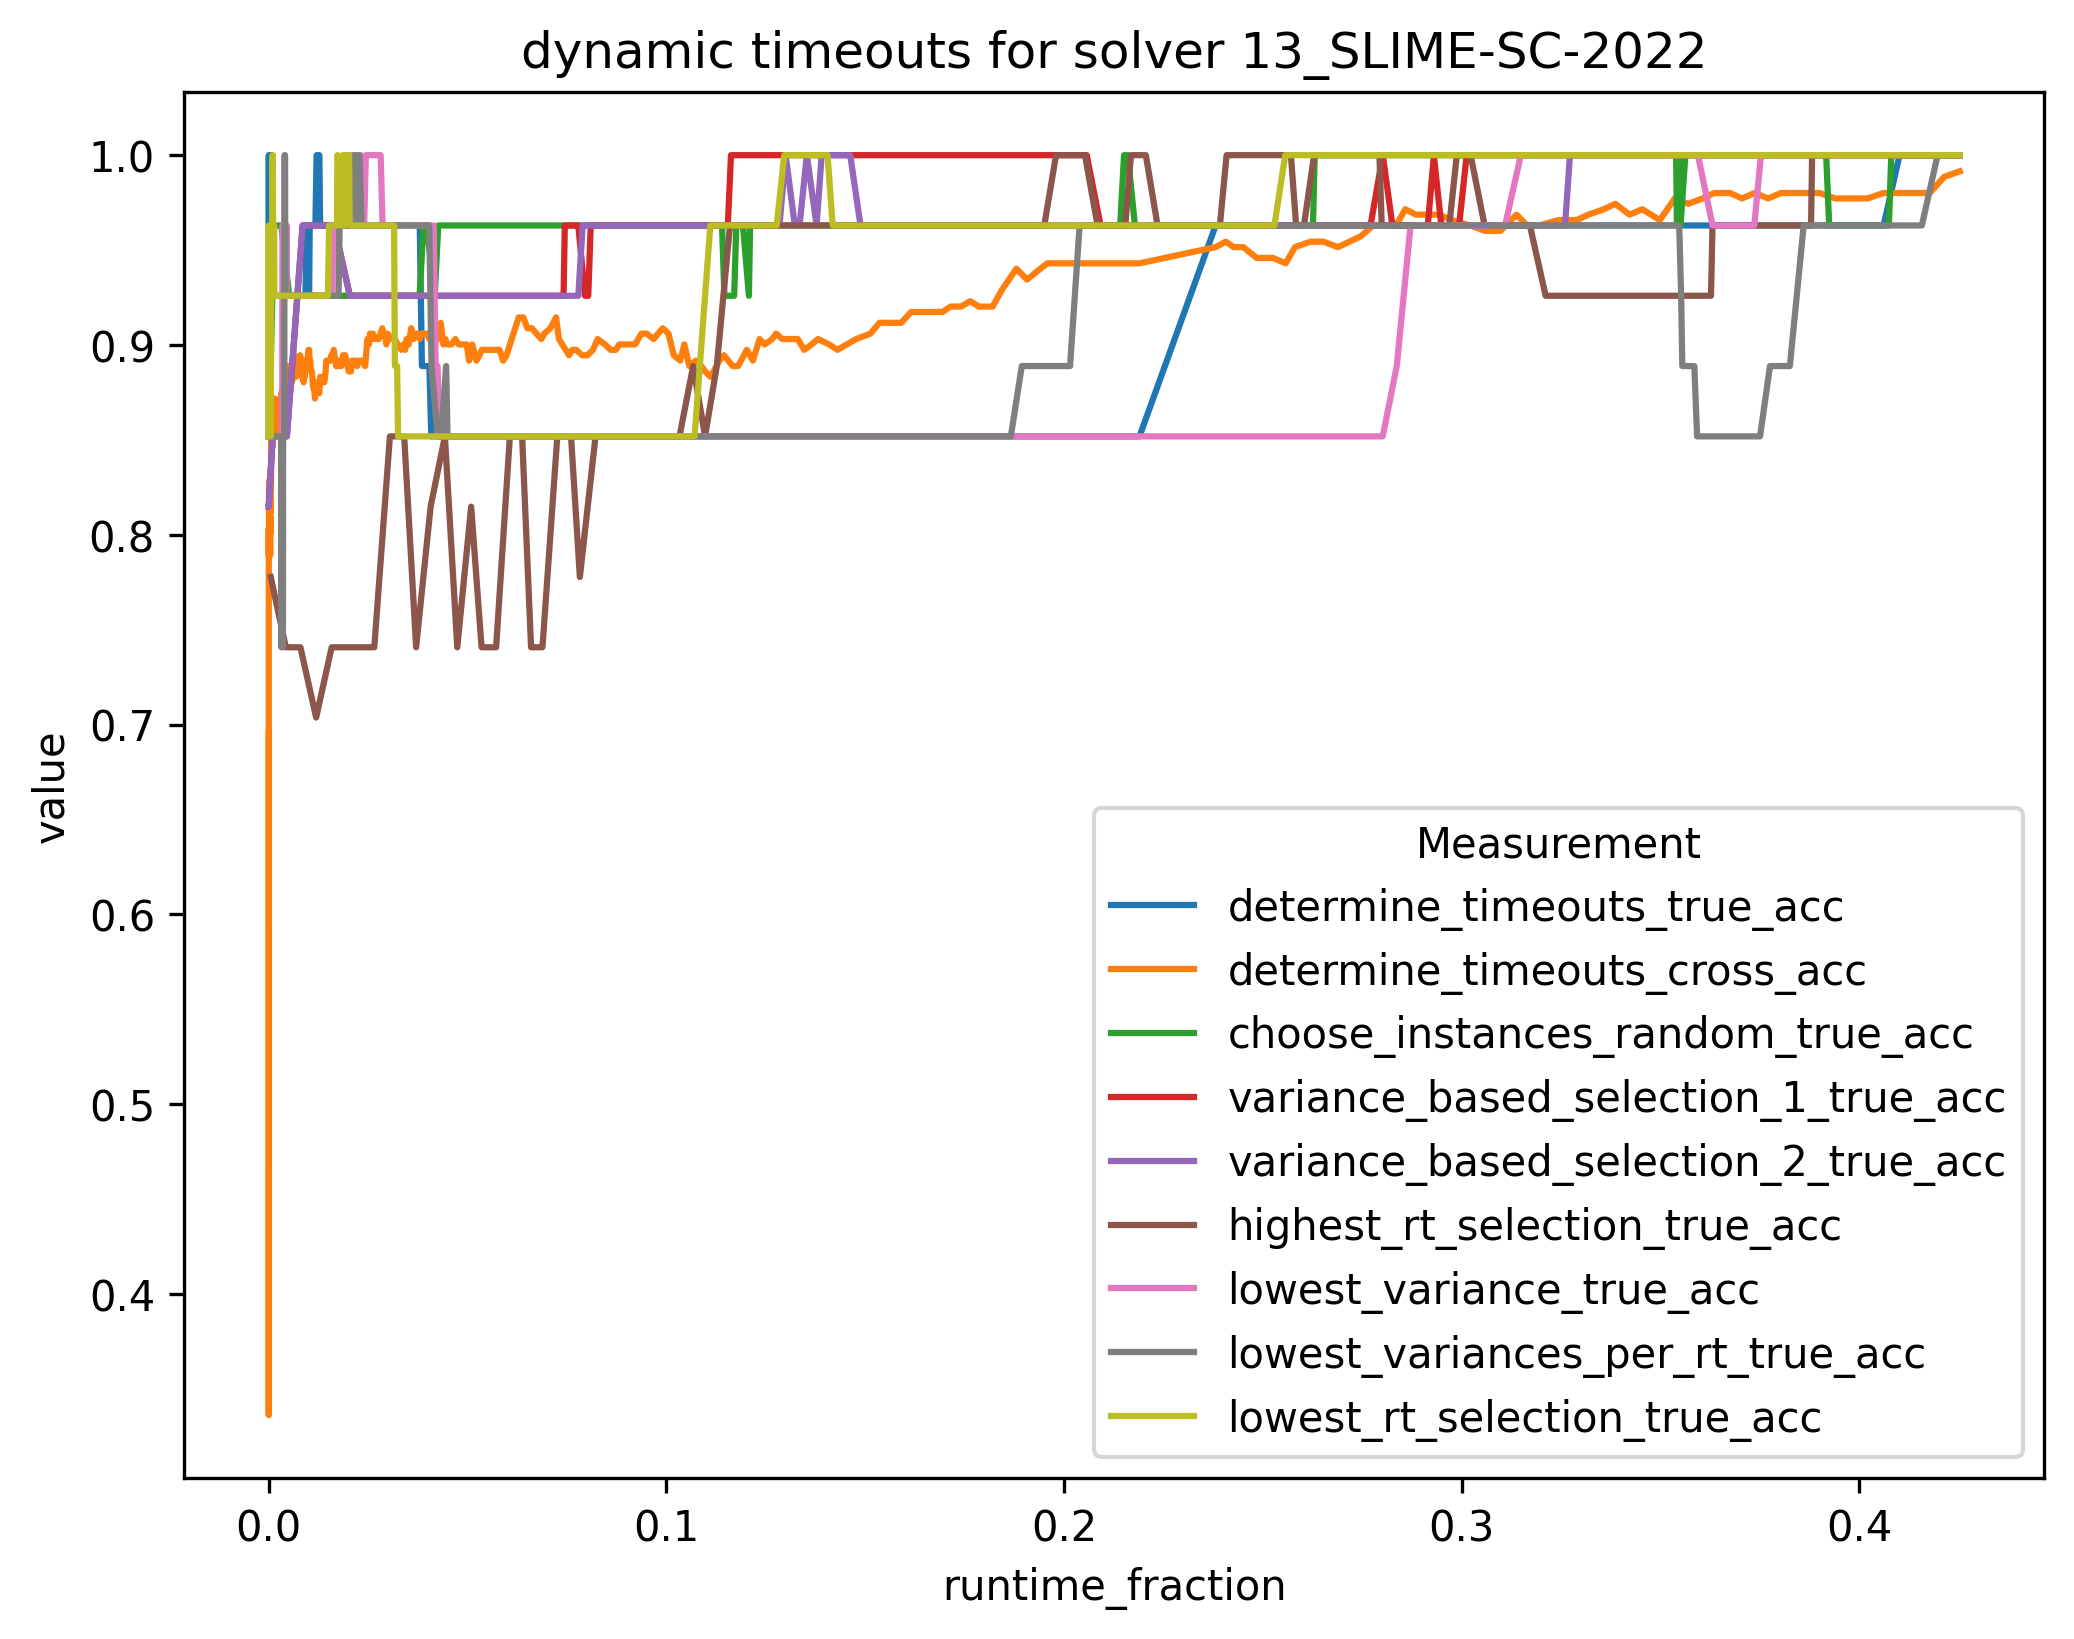 dynamic timeouts for solver 13_SLIME-SC-2022
1.0
0.9
0.8
0.7
0.6
0.5
0.4
value
Measurement
determine_timeouts_true_acc
determine_timeouts_cross_acc
choose_instances_random_true_acc
variance_based_selection_1_true_acc
variance_based_selection_2_true_acc
highest_rt_selection_true_acc
lowest_variance_true_acc
lowest_variances_per_rt_true_acc
lowest_rt_selection_true_acc
0.0 0.1 0.2 0.3 0.4
runtime_fraction